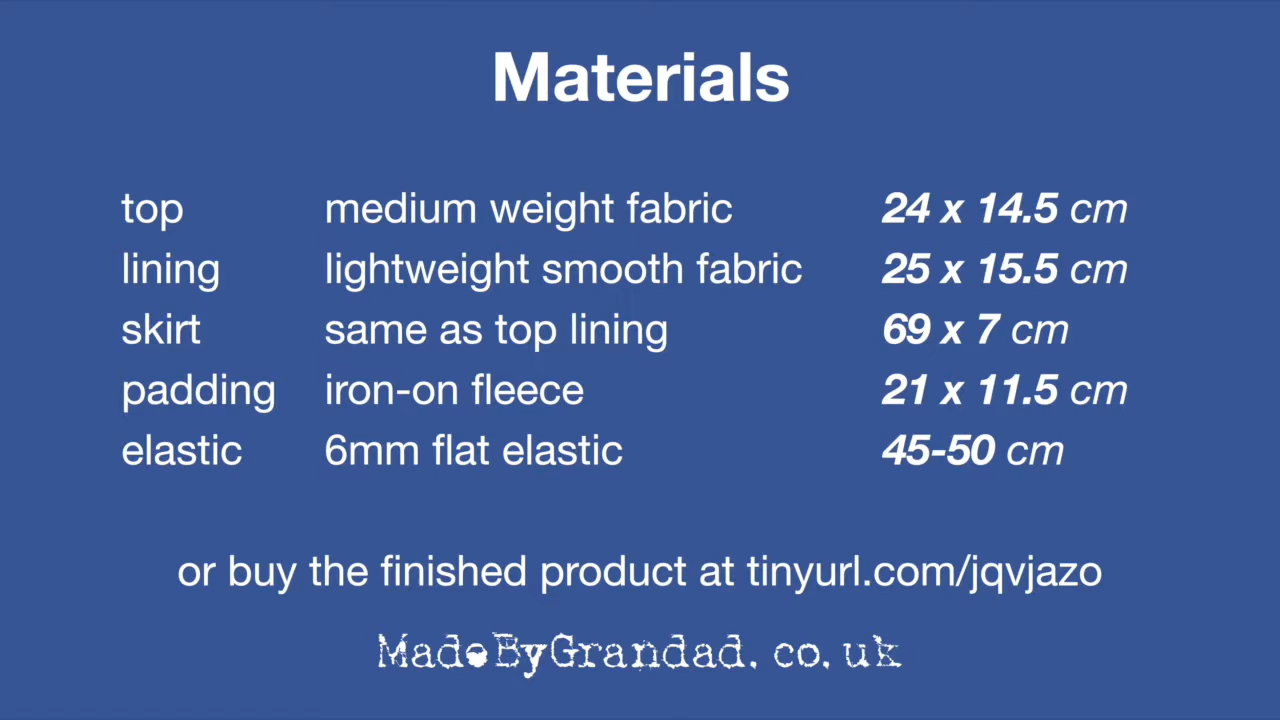 Materials
top medium weight fabric 24 x 14.5 cm
lining lightweight smooth fabric 25 x 15.5 cm
skirt same as top lining 69 x 7 cm
padding iron-on fleece 21 x 11.5 cm
elastic 6mm flat elastic 45-50 cm
or buy the finished product at tinyurl.com/jqvjazo
MadeByGrandad.co.uk